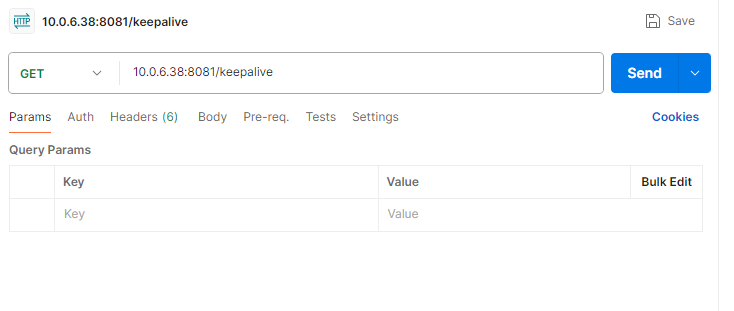 HTTP 10.0.6.38:8081/keepalive Save
GET 10.0.6.38:8081/keepalive Send
Params Auth Headers (6) Body Pre-req. Tests Settings Cookies
Query Params
Key Value Bulk Edit
Key Value